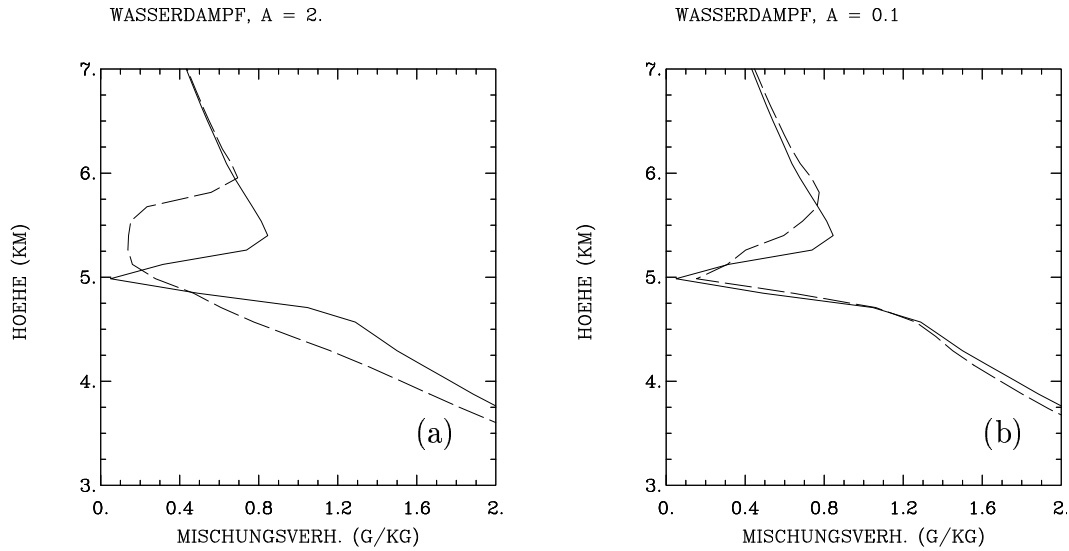 WASSERDAMPF, A = 2.
7.
6.
5.
4.
3.
HOEHE (KM)
(a)
0. 0.4 0.8 1.2 1.6 2.
MISCHUNGSVERH. (G/KG)
WASSERDAMPF, A = 0.1
7.
6.
5.
4.
3.
HOEHE (KM)
(b)
0. 0.4 0.8 1.2 1.6 2.
MISCHUNGSVERH. (G/KG)